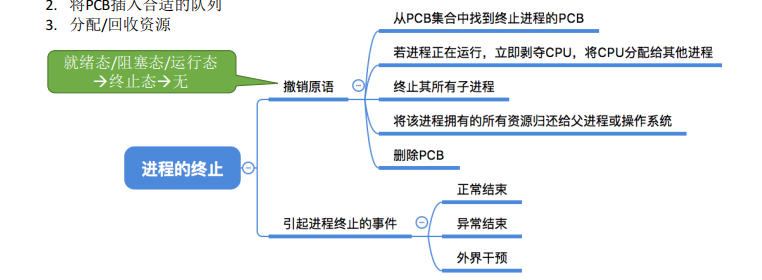 2. 将PCB插入合适的队列
3. 分配/回收资源
就绪态/阻塞态/运行态
→终止态→无
进程的终止
撤销原语
从PCB集合中找到终止进程的PCB
若进程正在运行，立即剥夺CPU，将CPU分配给其他进程
终止其所有子进程
将该进程拥有的所有资源归还给父进程或操作系统
删除PCB
引起进程终止的事件
正常结束
异常结束
外界干预